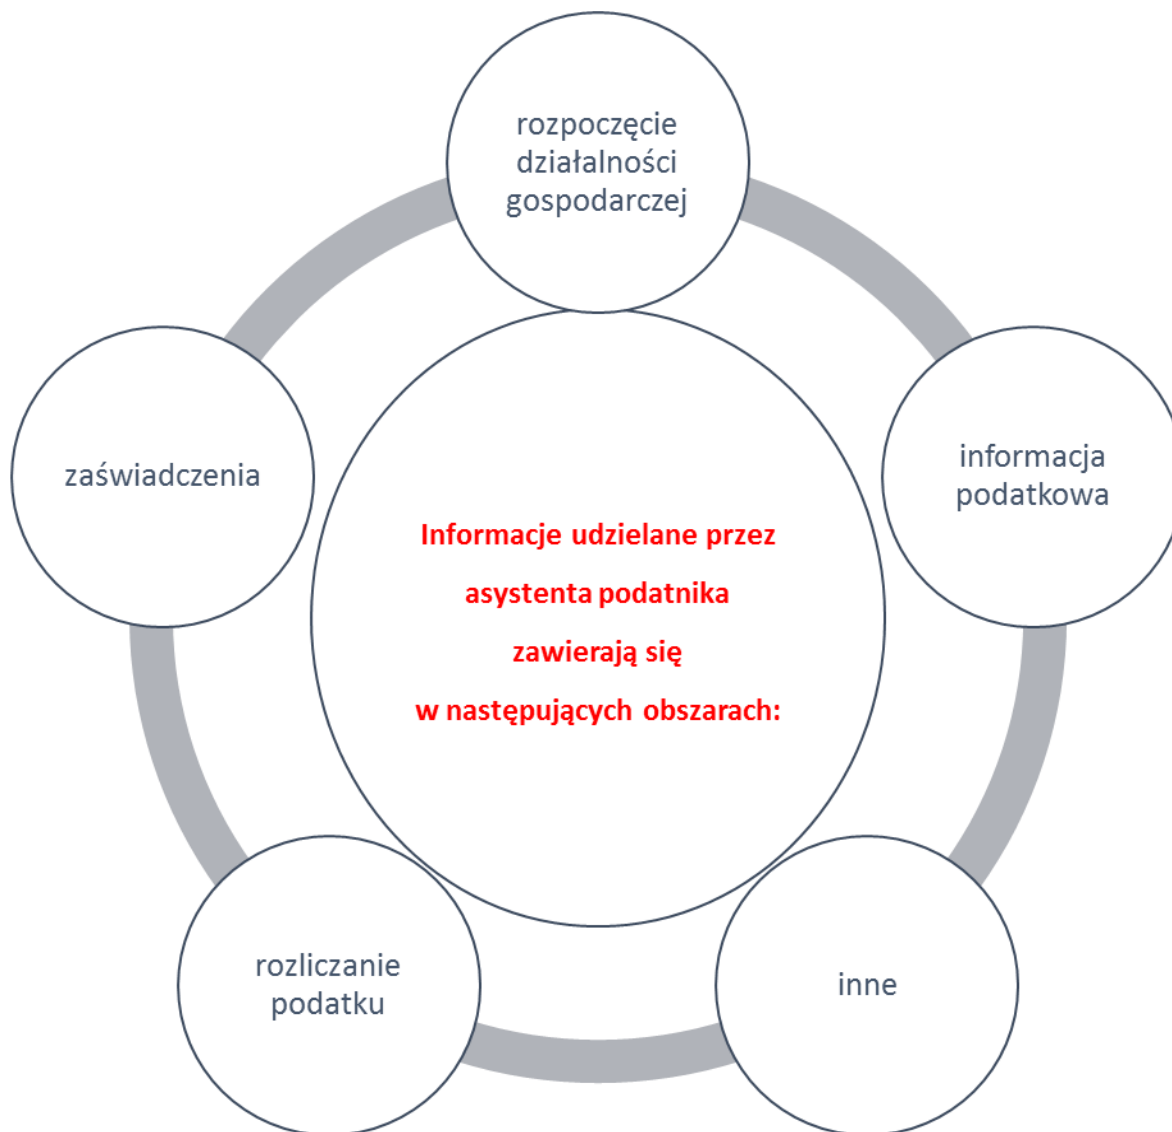 rozpoczęcie
działalności
gospodarczej
informacja
podatkowa
inne
rozliczanie
podatku
zaświadczenia
Informacje udzielane przez
asystenta podatnika
zawierają się
w następujących obszarach: